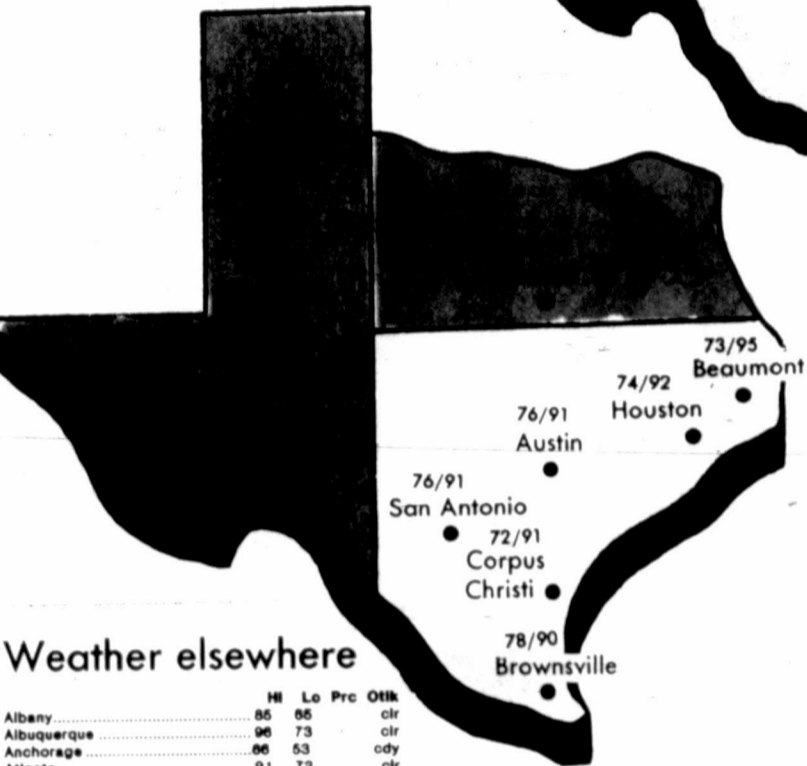 73/95
Beaumont
74/92
Houston
76/91
Austin
76/91
San Antonio
72/91
Corpus
Christi
78/90
Brownsville
Weather elsewhere
Hi Lo Prc Otlk
Albany 85 65 clr
Albuquerque 96 73 clr
Anchorage 66 53 cdy